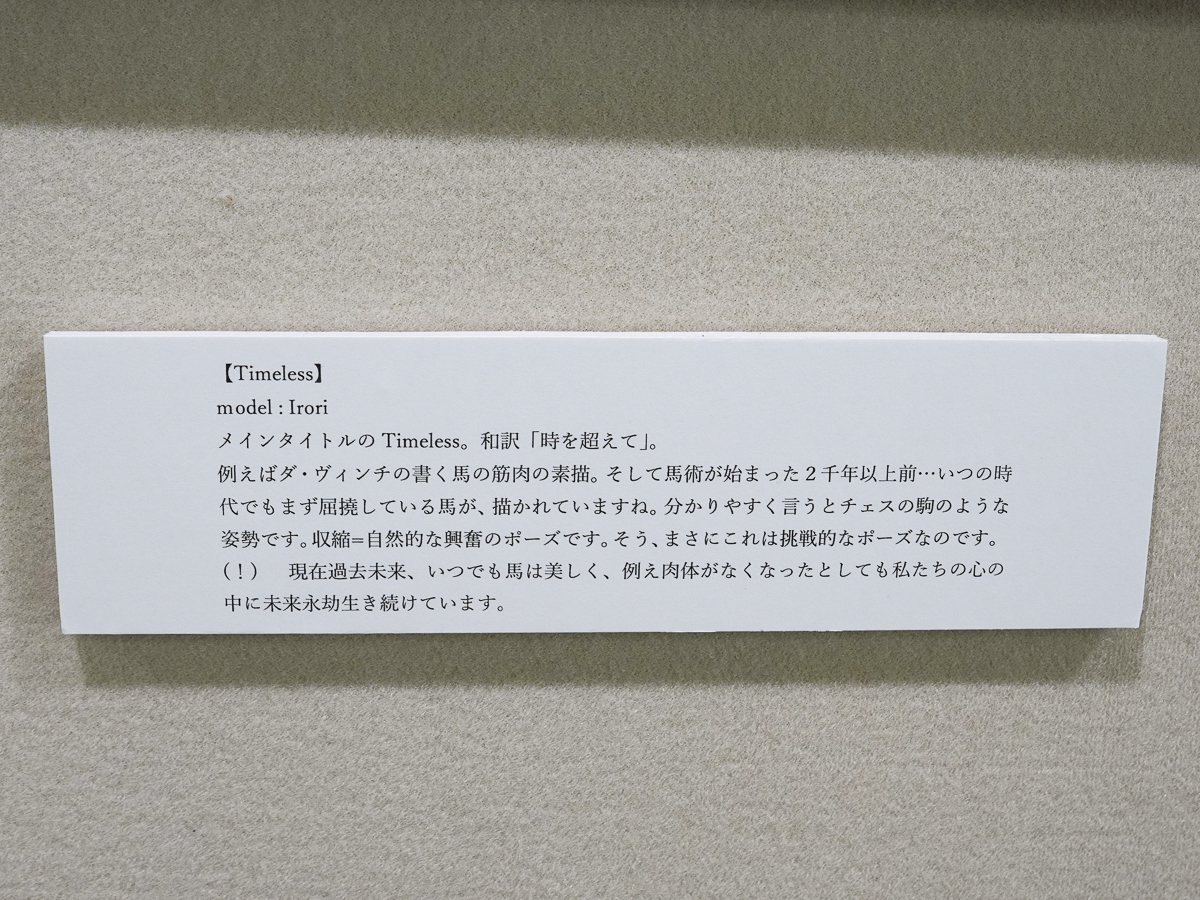 【Timeless】
model : Irori
メインタイトルの Timeless。和訳「時を超えて」。
例えばダ・ヴィンチの書く馬の筋肉の素描。そして馬術が始まった２千年以上前…いつの時
代でもまず屈撓している馬が、描かれていますね。分かりやすく言うとチェスの駒のような
姿勢です。収縮=自然的な興奮のポーズです。そう、まさにこれは挑戦的なポーズなのです。
(！)　現在過去未来、いつでも馬は美しく、例え肉体がなくなったとしても私たちの心の
中に未来永劫生き続けています。